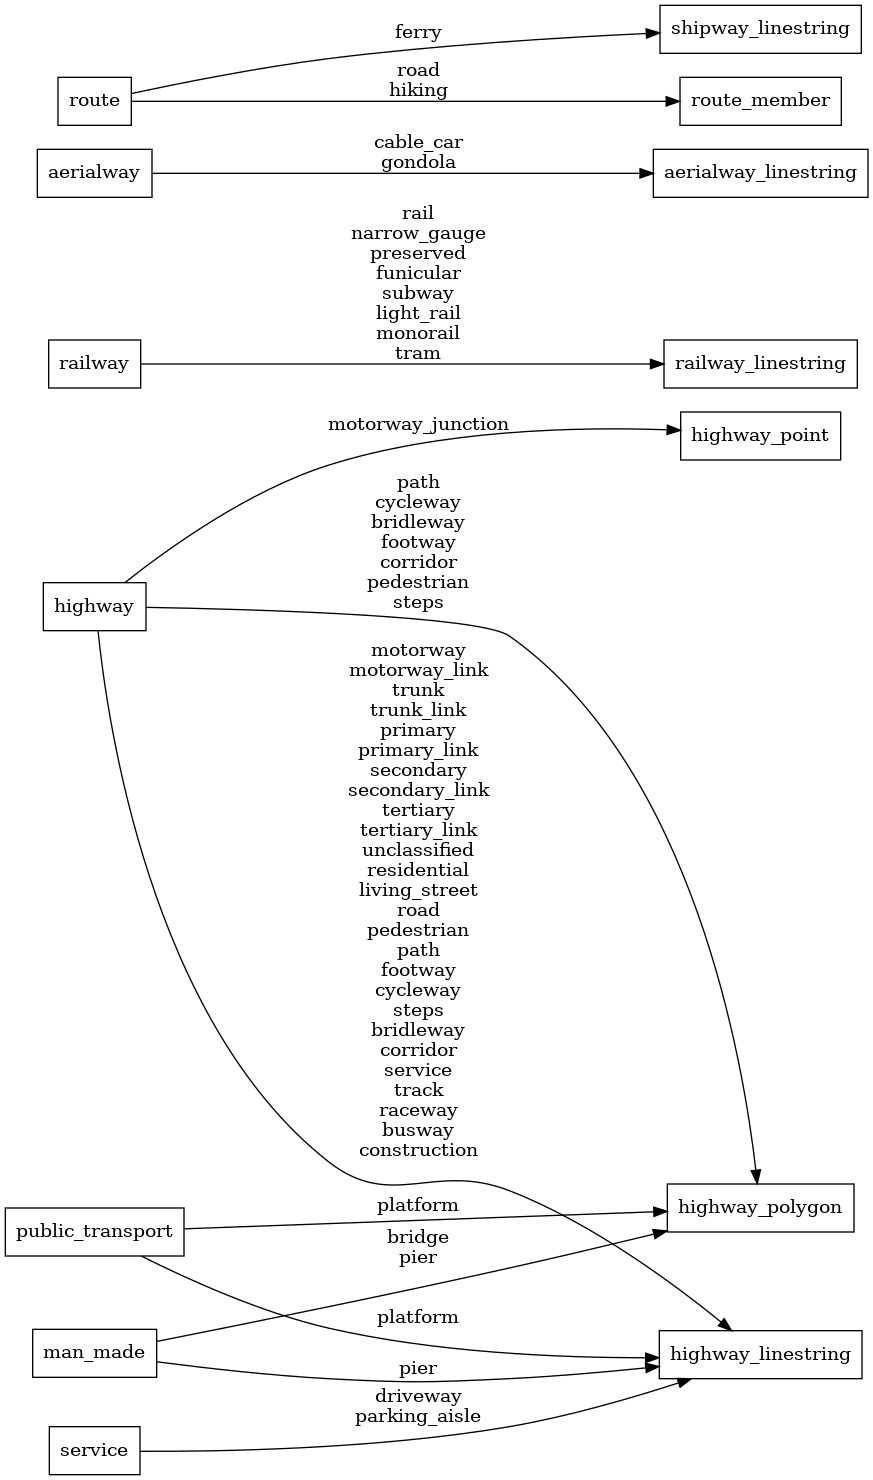 ferry
shipway_linestring
road
hiking
route
route_member
cable_car
gondola
aerialway
aerialway_linestring
rail
narrow_gauge
preserved
funicular
subway
light_rail
monorail
tram
railway
railway_linestring
motorway_junction
highway_point
path
cycleway
bridleway
footway
corridor
pedestrian
steps
highway
motorway
motorway_link
trunk
trunk_link
primary
primary_link
secondary
secondary_link
tertiary
tertiary_link
unclassified
residential
living_street
road
pedestrian
path
footway
cycleway
steps
bridleway
corridor
service
track
raceway
busway
construction
platform
highway_polygon
public_transport
bridge
pier
platform
man_made
highway_linestring
pier
driveway
parking_aisle
service